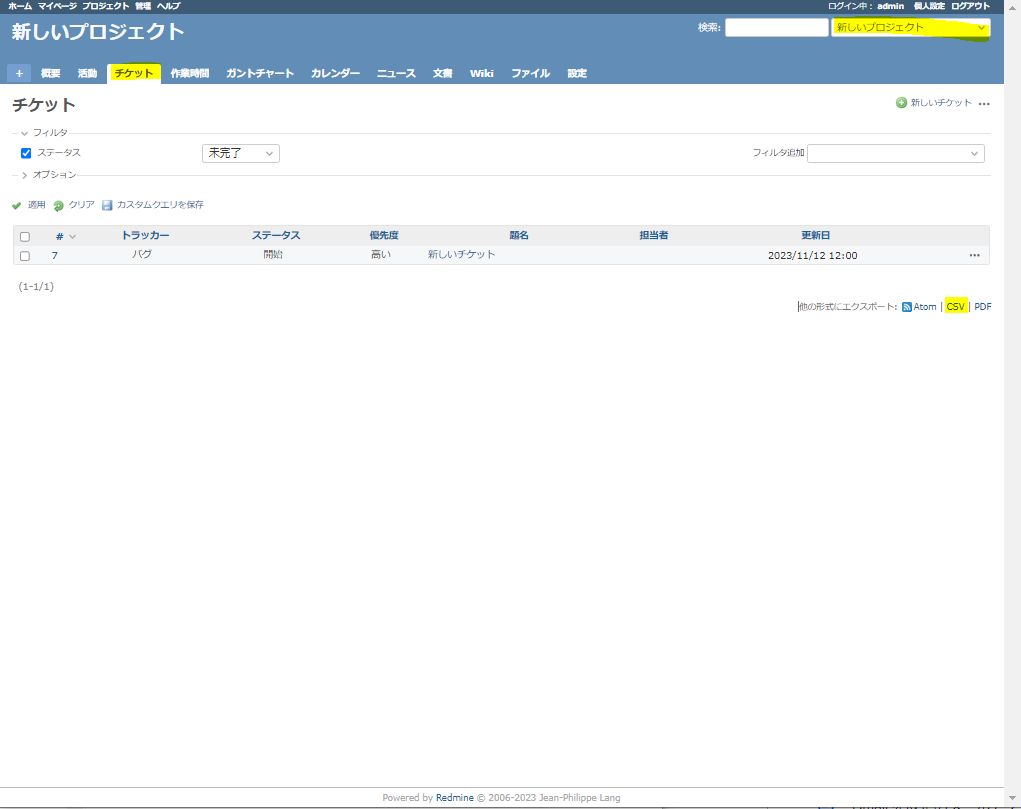 ホーム マイページ プロジェクト 管理 ヘルプ ログイン中： admin 個人設定 ログアウト
新しいプロジェクト 検索: 新しいプロジェクト
+ 概要 活動 チケット 作業時間 ガントチャート カレンダー ニュース 文書 Wiki ファイル 設定
チケット 新しいチケット •••
フィルタ
ステータス 未完了 フィルタ追加
オプション
適用 クリア カスタムクエリを保存
# トラッカー ステータス 優先度 題名 担当者 更新日
7 バグ 開始 高い 新しいチケット 2023/11/12 12:00 •••
(1-1/1)
他の形式にエクスポート: Atom | CSV | PDF
Powered by Redmine © 2006-2023 Jean-Philippe Lang